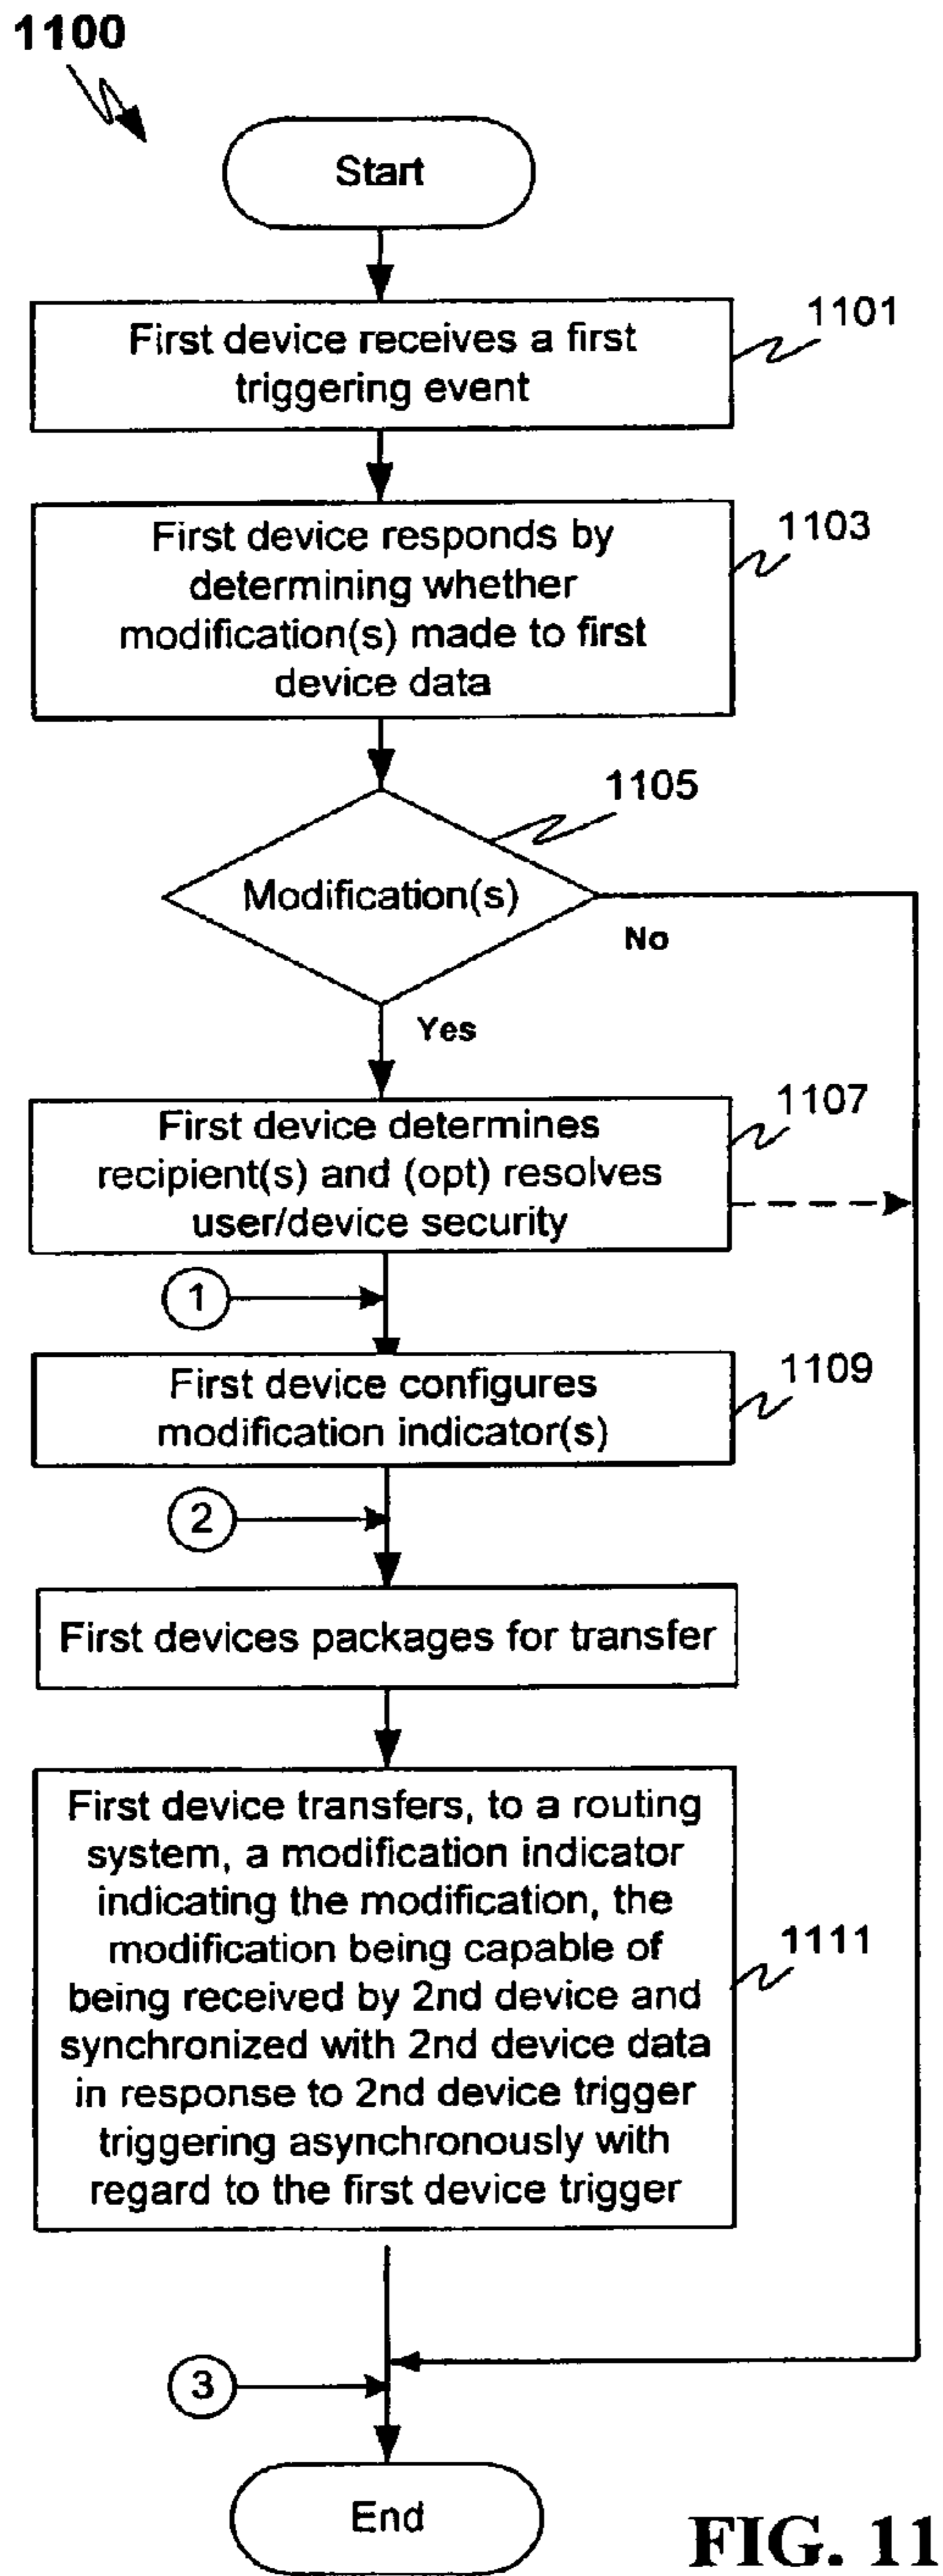 1100
Start
First device receives a first
triggering event
1101
First device responds by
determining whether
modification(s) made to first
device data
1103
1105
Modification(s)
No
Yes
First device determines
recipient(s) and (opt) resolves
user/device security
1107
1
First device configures
modification indicator(s)
1109
2
First devices packages for transfer
First device transfers, to a routing
system, a modification indicator
indicating the modification, the
modification being capable of
being received by 2nd device and
synchronized with 2nd device data
in response to 2nd device trigger
triggering asynchronously with
regard to the first device trigger
1111
3
End
FIG. 11